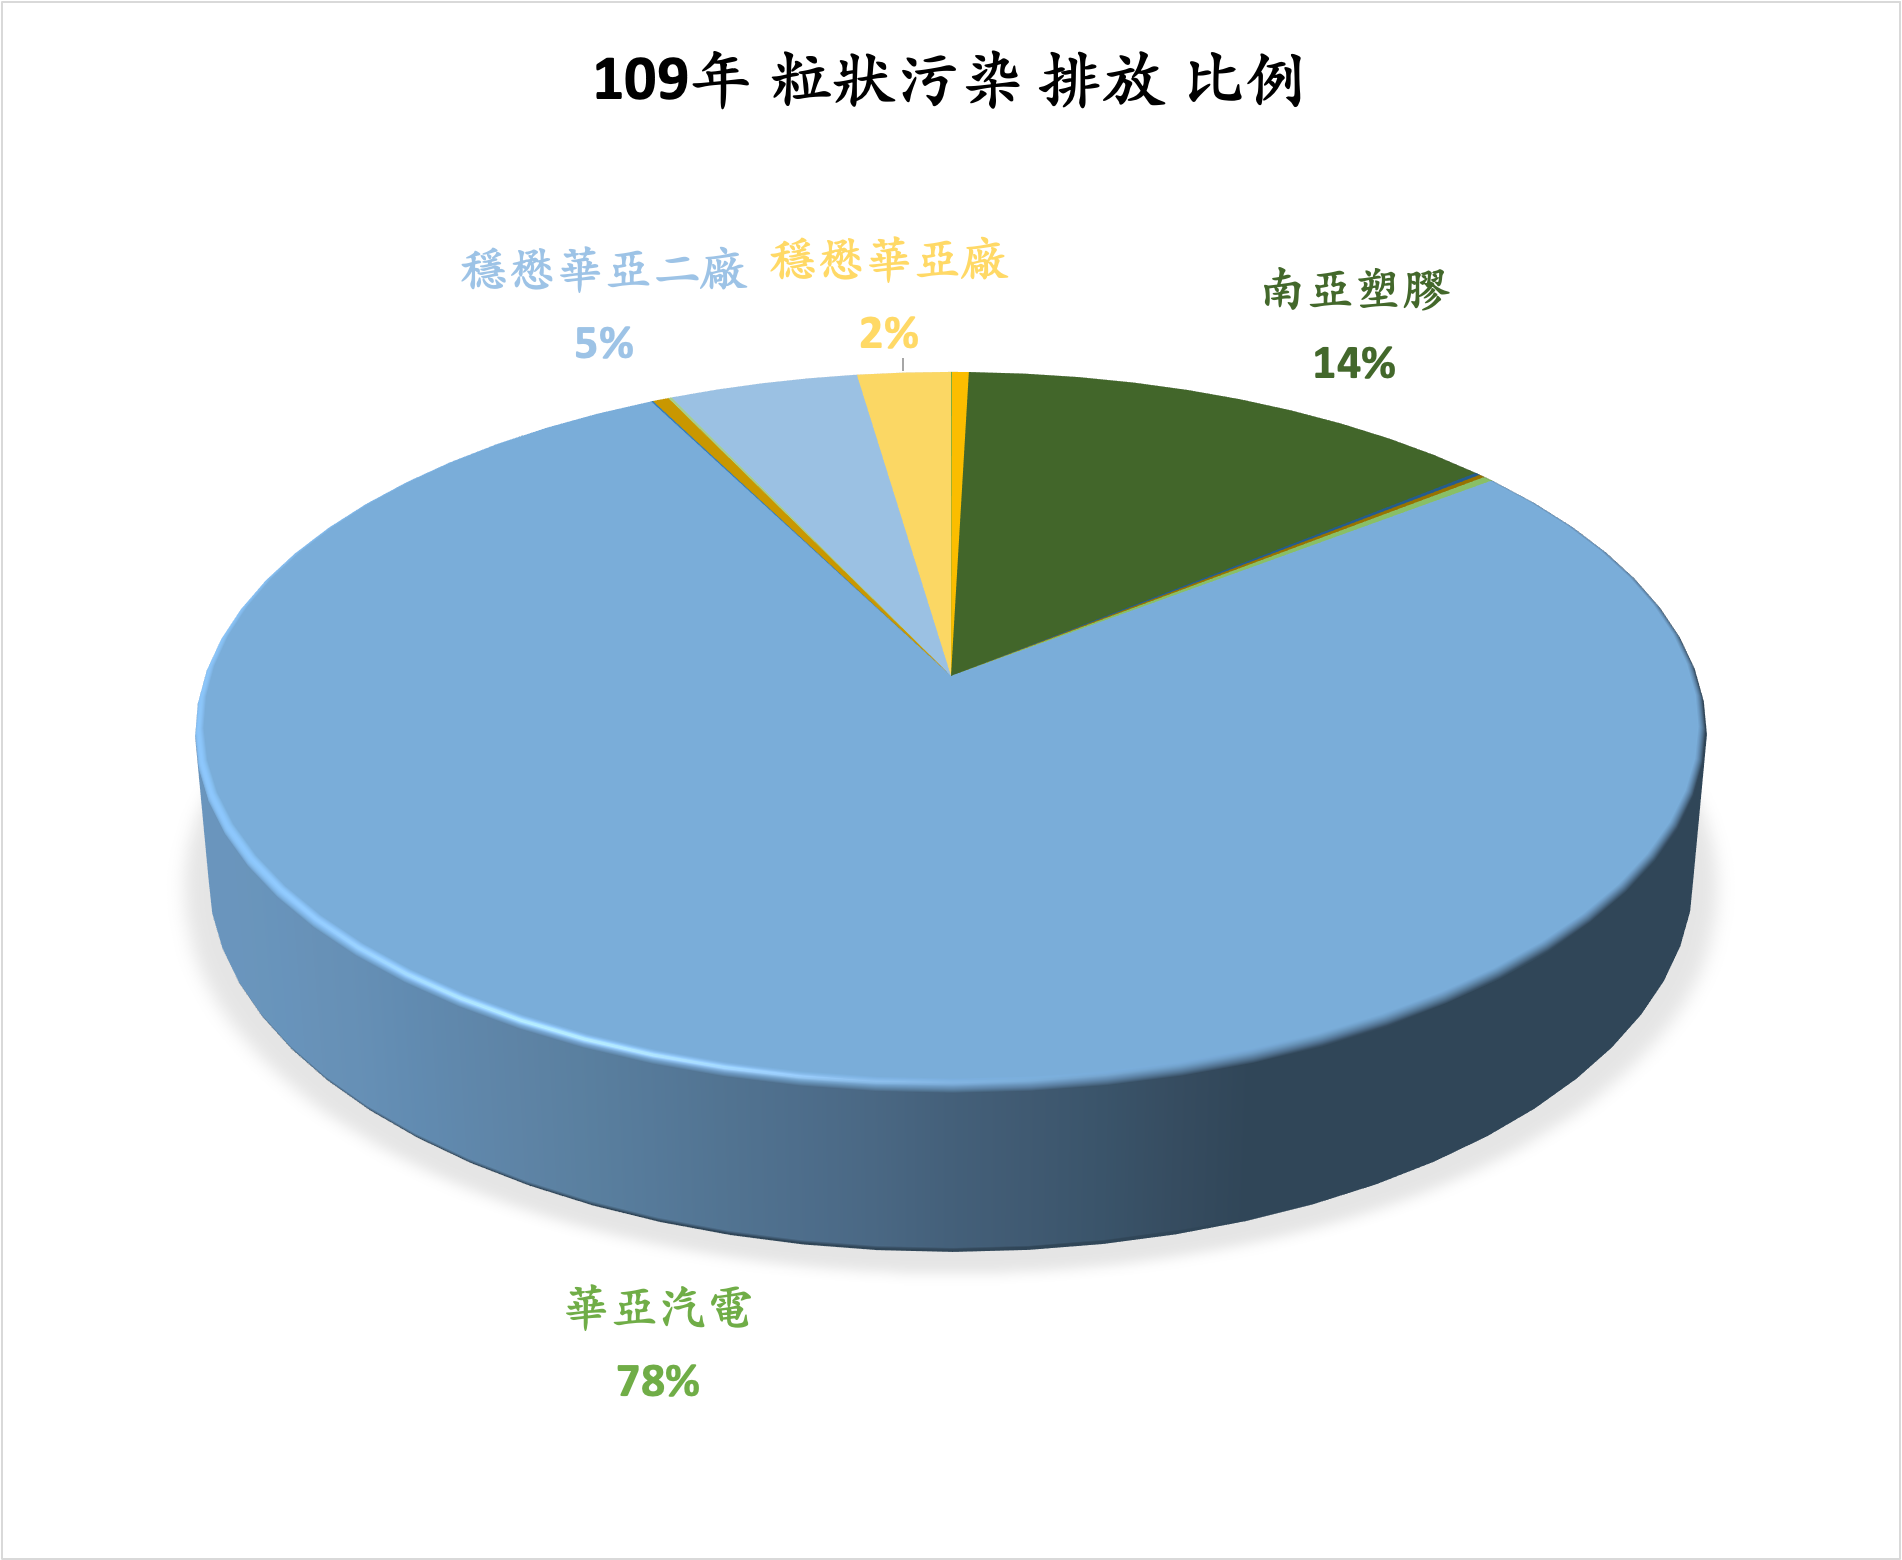 109年 粒狀污染 排放 比例
穩懋華亞二廠
5%
穩懋華亞廠
2%
南亞塑膠
14%
華亞汽電
78%